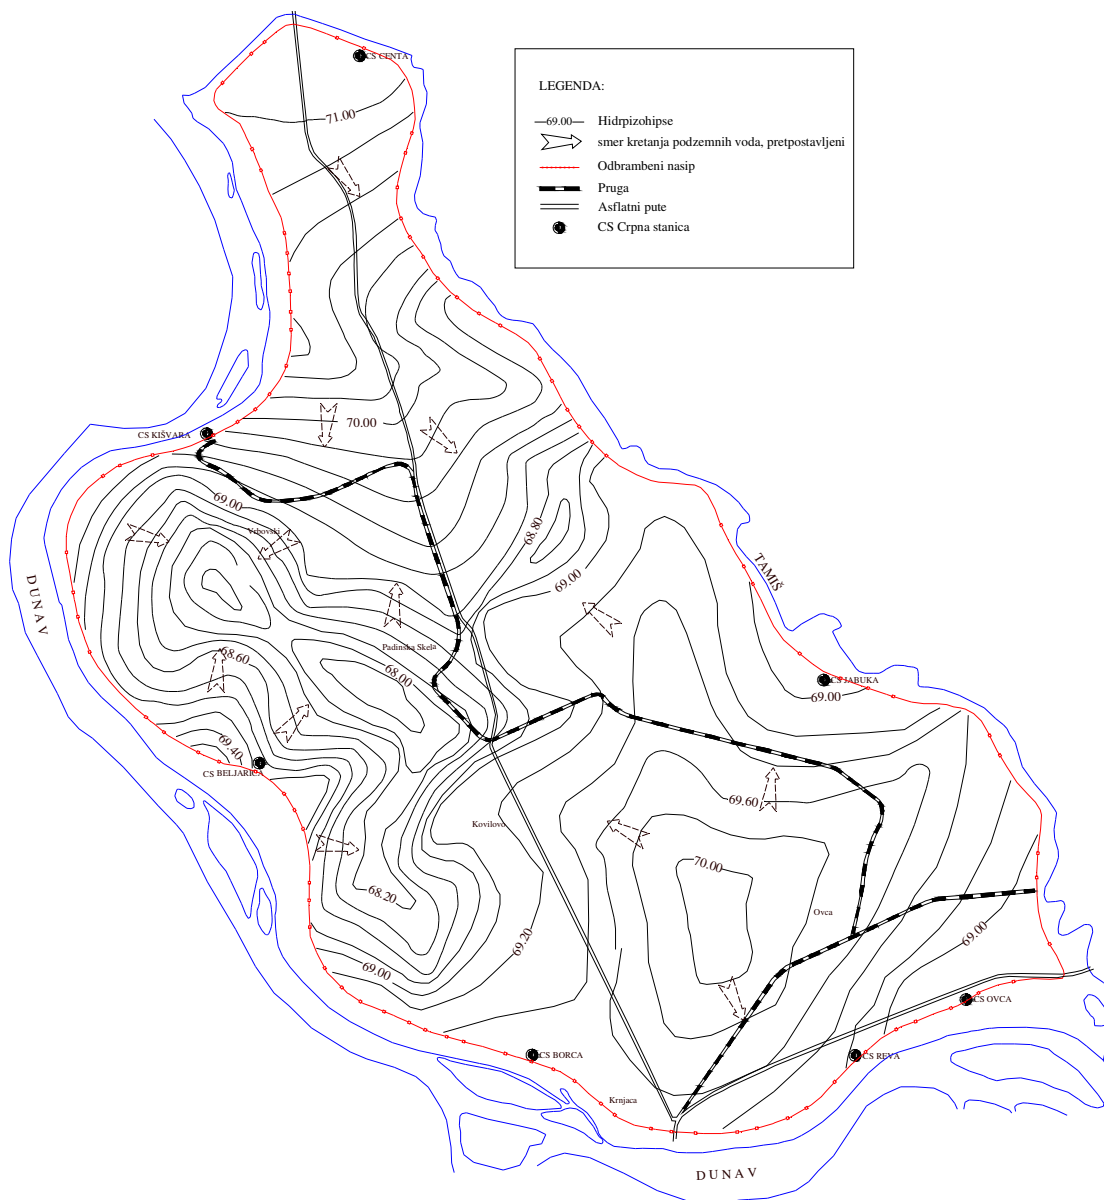 CS CENTA
71.00
LEGENDA:
69.00 Hidrpizohipse
smer kretanja podzemnih voda, pretpostavljeni
Odbrambeni nasip
Pruga
Asflatni pute
CS Crpna stanica
70.00
CS KIŠVARA
69.00
Vrbovski
68.80
69.00
TAMIŠ
DUNAV
Padinska Skela
68.60
68.00
CS JABUKA
69.00
69.40
CS BELJARICA
69.60
Kovilovo
70.00
68.20
Ovca
69.20
69.00
69.00
CS OVCA
CS BORCA
CS REVA
Krnjaca
DUNAV